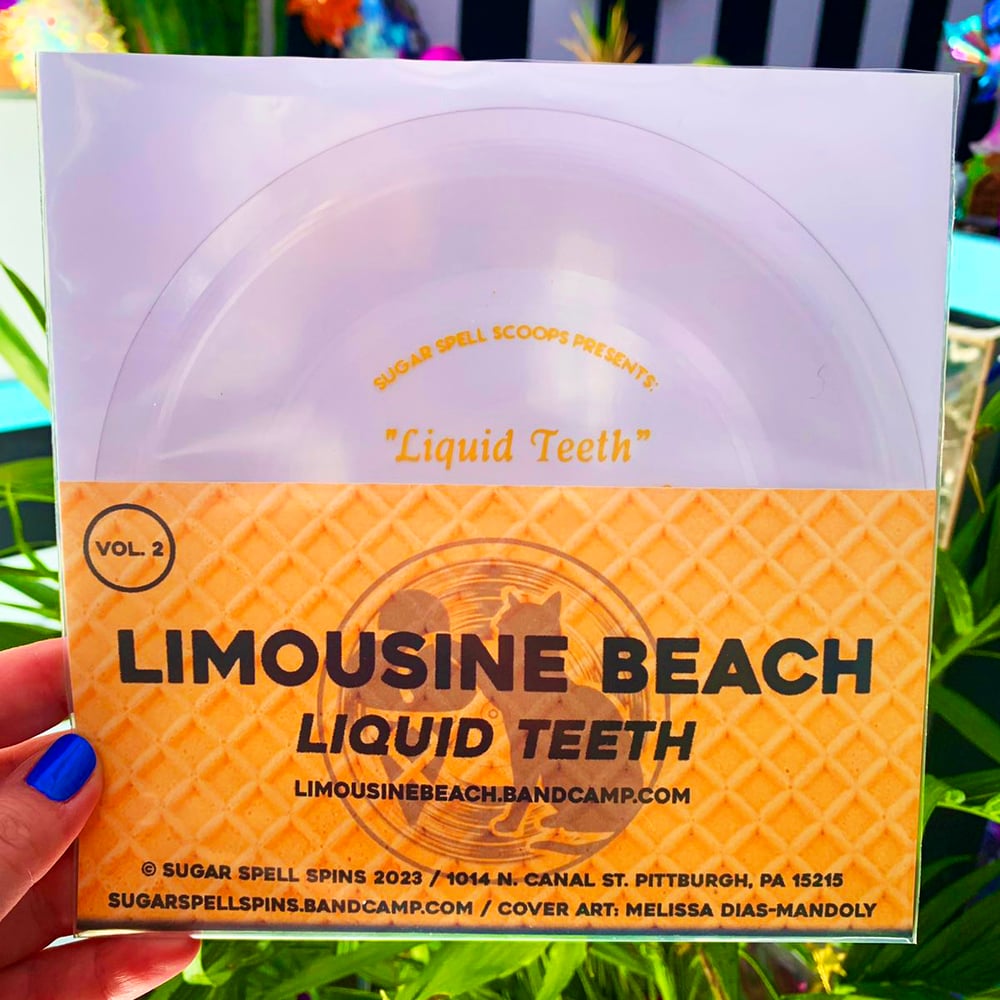 SUGAR SPELL SCOOPS PRESENTS:
"Liquid Teeth"
VOL. 2
LIMOUSINE BEACH
LIQUID TEETH
LIMOUSINEBEACH.BANDCAMP.COM
© SUGAR SPELL SPINS 2023 / 1014 N. CANAL ST. PITTBURGH, PA 15215
SUGARSPELLSPINS.BANDCAMP.COM / COVER ART: MELISSA DIAS-MANDOLY